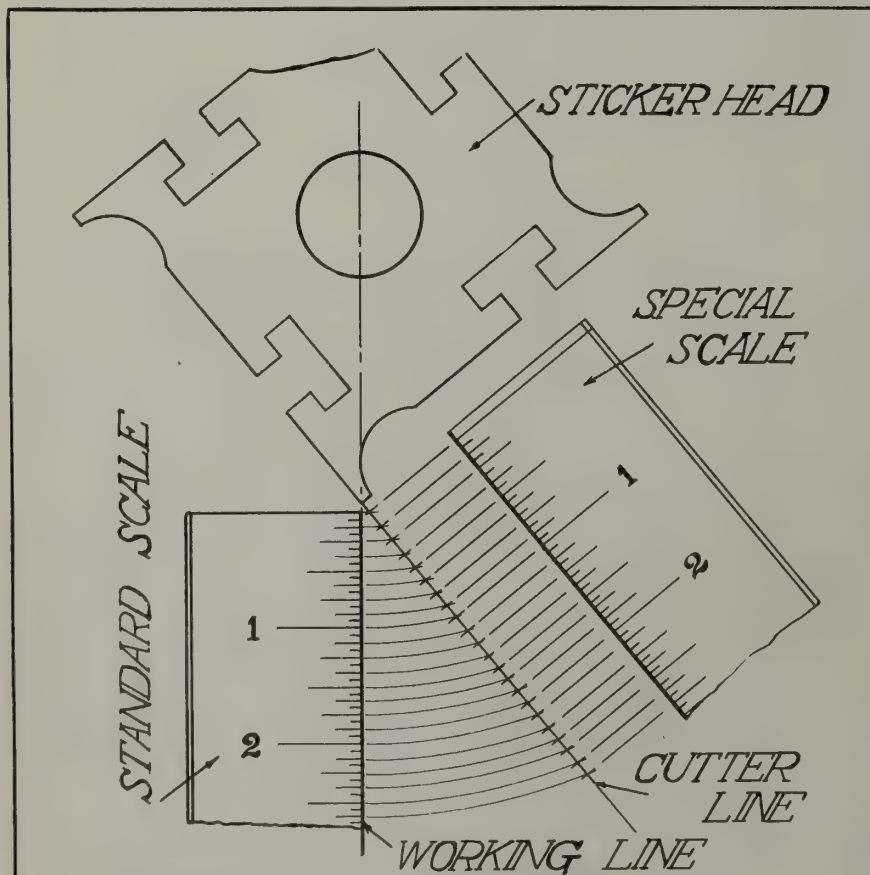 STICKER HEAD
SPECIAL
SCALE
STANDARD SCALE
1
2
1
2
CUTTER
LINE
WORKING LINE